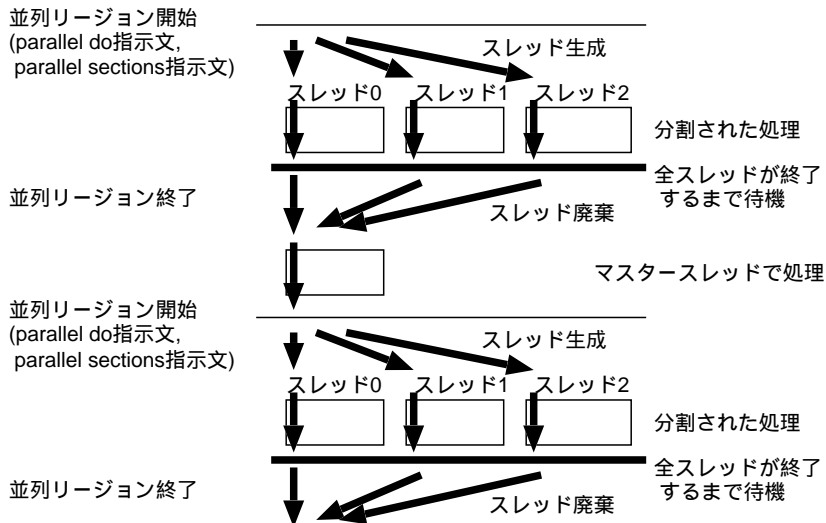 並列リージョン開始
(parallel do指示文,
parallel sections指示文)
スレッド生成
スレッド0 スレッド1 スレッド2
分割された処理
全スレッドが終了
するまで待機
並列リージョン終了
スレッド廃棄
マスタースレッドで処理
並列リージョン開始
(parallel do指示文,
parallel sections指示文)
スレッド生成
スレッド0 スレッド1 スレッド2
分割された処理
全スレッドが終了
するまで待機
並列リージョン終了
スレッド廃棄